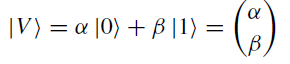 |V⟩ = α |0⟩ + β |1⟩ = (α
β)